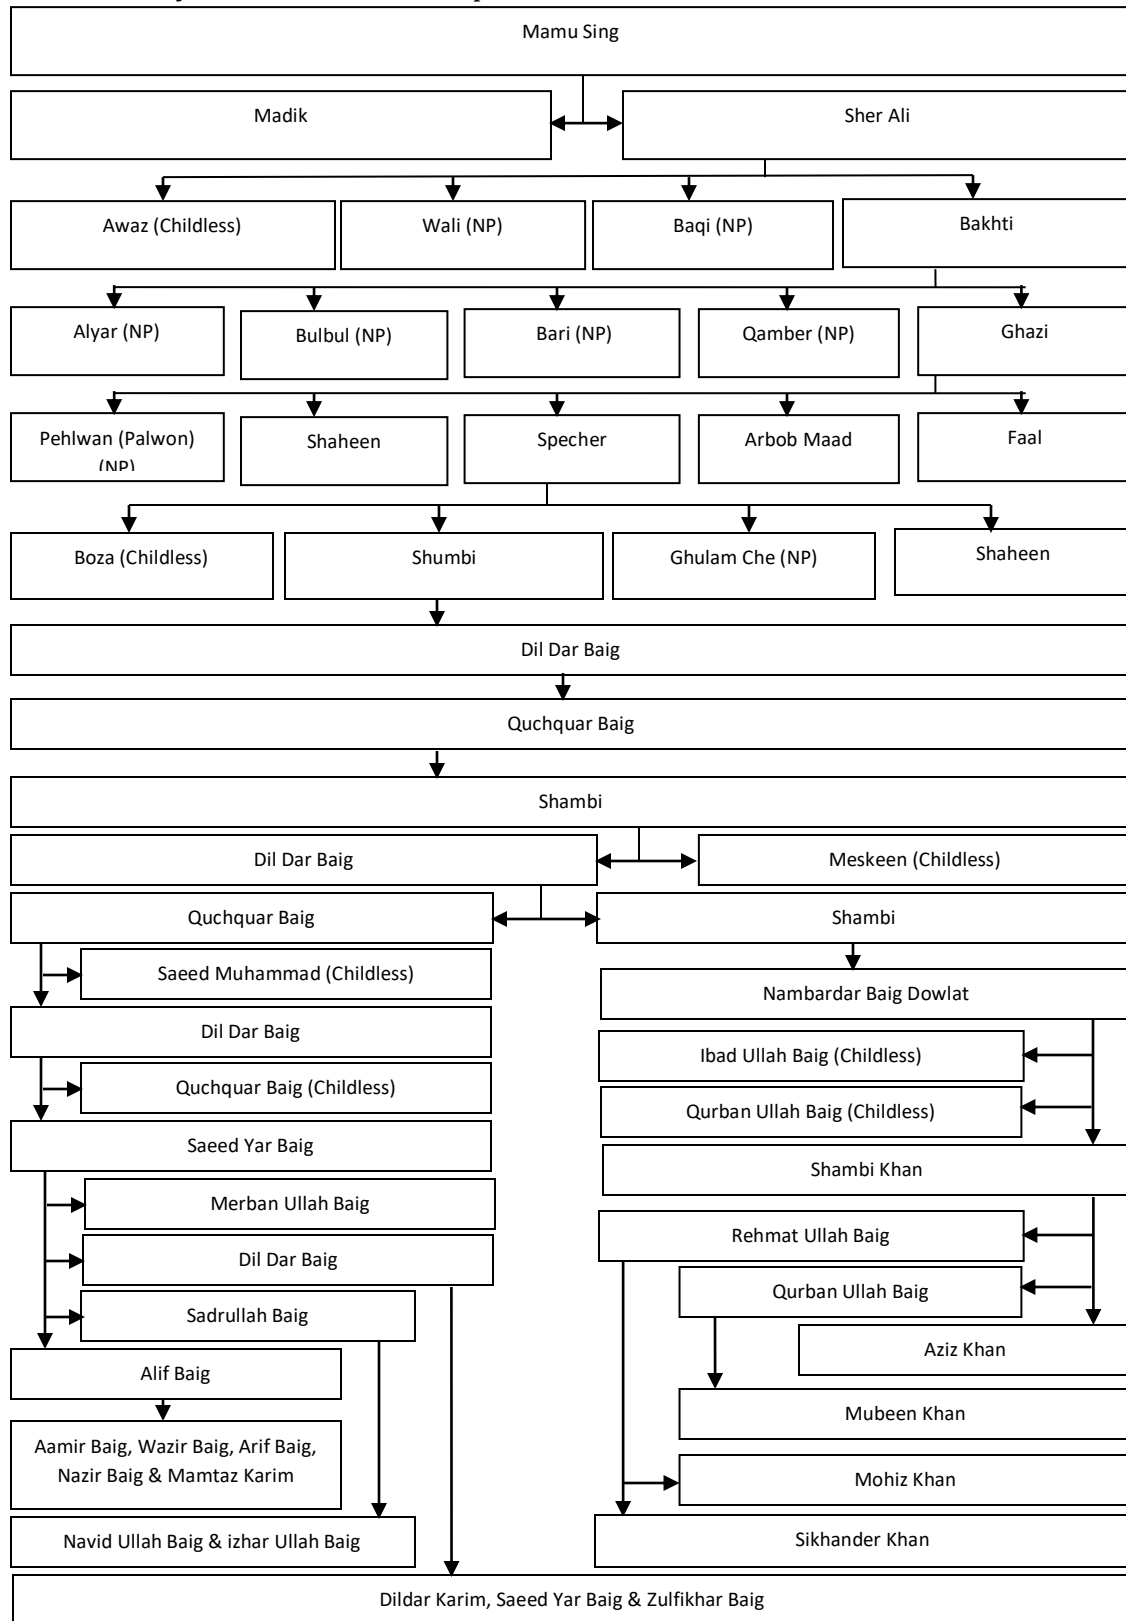 Mamu Sing
Madik
Sher Ali
Awaz (Childless)
Wali (NP)
Baqi (NP)
Bakhti
Alyar (NP)
Bulbul (NP)
Bari (NP)
Qamber (NP)
Ghazi
Pehlwan (Palwon)
(NP)
Shaheen
Specher
Arbob Maad
Faal
Boza (Childless)
Shumbi
Ghulam Che (NP)
Shaheen
Dil Dar Baig
Quchquar Baig
Shambi
Dil Dar Baig
Meskeen (Childless)
Quchquar Baig
Shambi
Saeed Muhammad (Childless)
Nambardar Baig Dowlat
Dil Dar Baig
Ibad Ullah Baig (Childless)
Quchquar Baig (Childless)
Qurban Ullah Baig (Childless)
Saeed Yar Baig
Shambi Khan
Merban Ullah Baig
Rehmat Ullah Baig
Dil Dar Baig
Qurban Ullah Baig
Sadrullah Baig
Aziz Khan
Alif Baig
Mubeen Khan
Aamir Baig, Wazir Baig, Arif Baig,
Nazir Baig & Mamtaz Karim
Mohiz Khan
Navid Ullah Baig & izhar Ullah Baig
Sikhander Khan
Dildar Karim, Saeed Yar Baig & Zulfikhar Baig